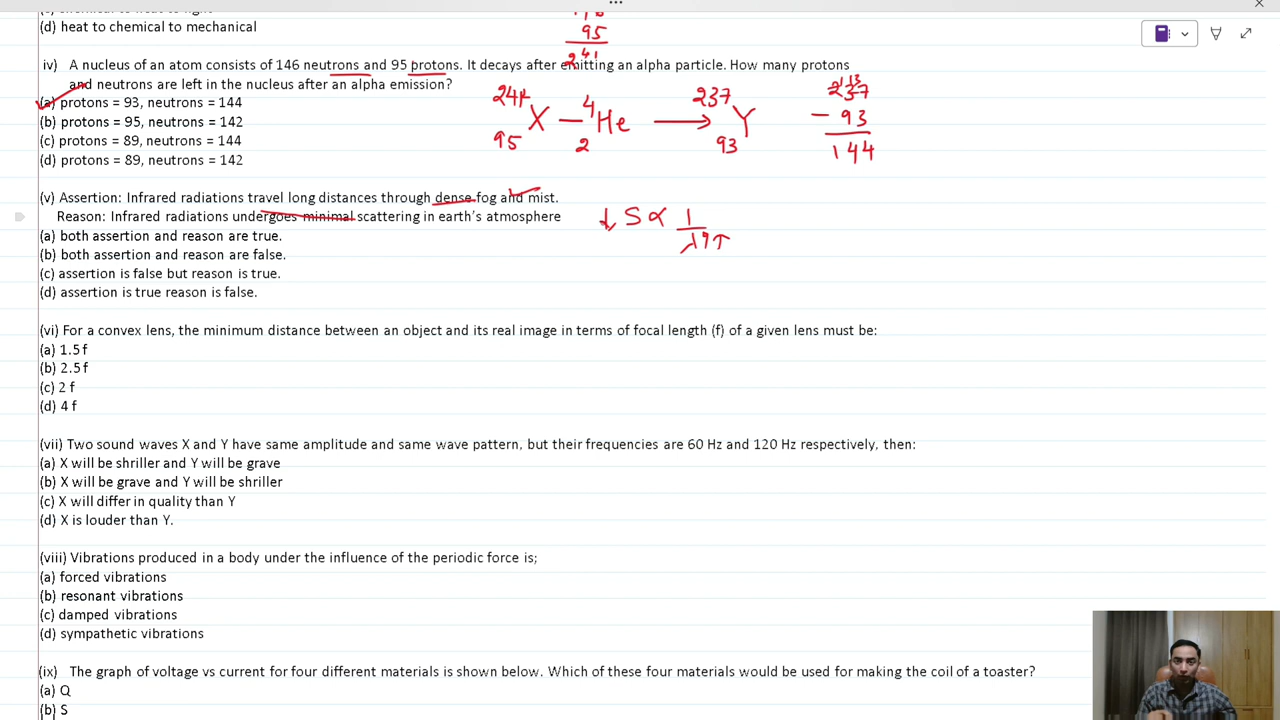 (d) heat to chemical to mechanical
95
241
iv) A nucleus of an atom consists of 146 neutrons and 95 protons. It decays after emitting an alpha particle. How many protons
and neutrons are left in the nucleus after an alpha emission?
(a) protons = 93, neutrons = 144
(b) protons = 95, neutrons = 142
(c) protons = 89, neutrons = 144
(d) protons = 89, neutrons = 142
241 95 X — 4 2 He → 237 93 Y
237
– 93
144
(v) Assertion: Infrared radiations travel long distances through dense fog and mist.
Reason: Infrared radiations undergoes minimal scattering in earth's atmosphere
(a) both assertion and reason are true.
(b) both assertion and reason are false.
(c) assertion is false but reason is true.
(d) assertion is true reason is false.
↓ S ∝ 1
λ4 ↑
(vi) For a convex lens, the minimum distance between an object and its real image in terms of focal length (f) of a given lens must be:
(a) 1.5 f
(b) 2.5 f
(c) 2 f
(d) 4 f
(vii) Two sound waves X and Y have same amplitude and same wave pattern, but their frequencies are 60 Hz and 120 Hz respectively, then:
(a) X will be shriller and Y will be grave
(b) X will be grave and Y will be shriller
(c) X will differ in quality than Y
(d) X is louder than Y.
(viii) Vibrations produced in a body under the influence of the periodic force is;
(a) forced vibrations
(b) resonant vibrations
(c) damped vibrations
(d) sympathetic vibrations
(ix) The graph of voltage vs current for four different materials is shown below. Which of these four materials would be used for making the coil of a toaster?
(a) Q
(b) S